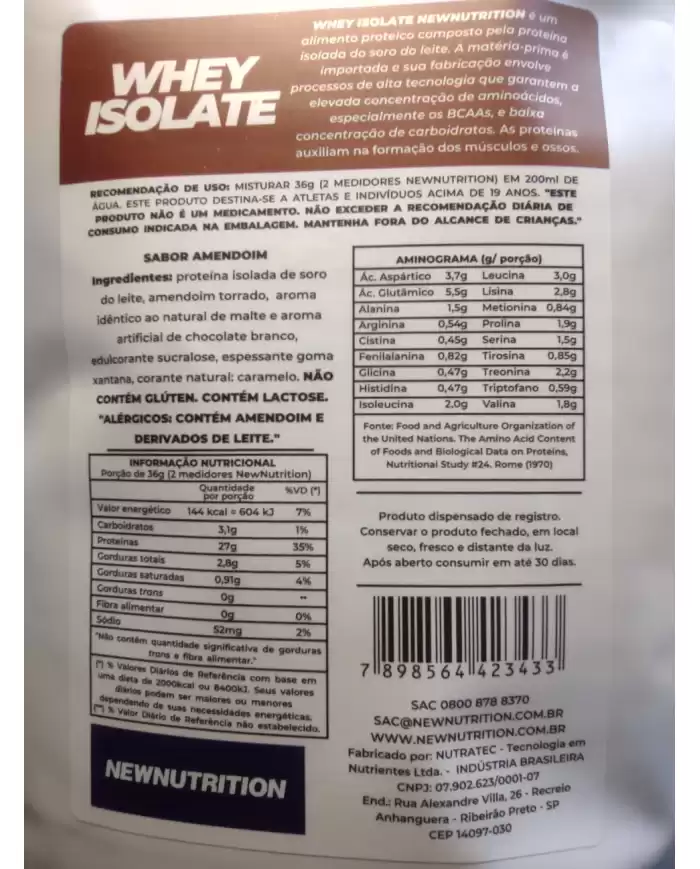 WHEY
ISOLATE
WHEY ISOLATE NEWNUTRITION é um
alimento proteico composto pela proteína
isolada do soro do leite. A matéria-prima é
importada e sua fabricação envolve
processos de alta tecnologia que garantem a
elevada concentração de aminoácidos,
especialmente os BCAAs, e baixa
concentração de carboidratos. As proteínas
auxiliam na formação dos músculos e ossos.
RECOMENDAÇÃO DE USO: MISTURAR 36g (2 MEDIDORES NEWNUTRITION) EM 200ml DE
ÁGUA. ESTE PRODUTO DESTINA-SE A ATLETAS E INDIVÍDUOS ACIMA DE 19 ANOS. "ESTE
PRODUTO NÃO É UM MEDICAMENTO. NÃO EXCEDER A RECOMENDAÇÃO DIÁRIA DE
CONSUMO INDICADA NA EMBALAGEM. MANTENHA FORA DO ALCANCE DE CRIANÇAS."
SABOR AMENDOIM
Ingredientes: proteína isolada de soro
do leite, amendoim torrado, aroma
idêntico ao natural de malte e aroma
artificial de chocolate branco,
edulcorante sucralose, espessante goma
xantana, corante natural: caramelo. NÃO
CONTÉM GLÚTEN. CONTÉM LACTOSE.
"ALÉRGICOS: CONTÉM AMENDOIM E
DERIVADOS DE LEITE."
INFORMAÇÃO NUTRICIONAL
Porção de 36g (2 medidores NewNutrition)
Quantidade
por porção %VD (*)
Valor energético 144 kcal = 604 kJ 7%
Carboidratos 3,1g 1%
Proteínas 27g 35%
Gorduras totais 2,8g 5%
Gorduras saturadas 0,91g 4%
Gorduras trans 0g **
Fibra alimentar 0g 0%
Sódio 52mg 2%
"Não contém quantidade significativa de gorduras
trans e fibra alimentar."
(*) % Valores Diários de Referência com base em
uma dieta de 2000kcal ou 8400kJ. Seus valores
diários podem ser maiores ou menores
dependendo de suas necessidades energéticas.
(**) % Valor Diário de Referência não estabelecido.
NEWNUTRITION
AMINOGRAMA (g/ porção)
Ác. Aspártico 3,7g Leucina 3,0g
Ác. Glutâmico 5,5g Lisina 2,8g
Alanina 1,5g Metionina 0,84g
Arginina 0,54g Prolina 1,9g
Cistina 0,45g Serina 1,5g
Fenilalanina 0,82g Tirosina 0,85g
Glicina 0,47g Treonina 2,2g
Histidina 0,47g Triptofano 0,59g
Isoleucina 2,0g Valina 1,8g
Fonte: Food and Agriculture Organization of
the United Nations. The Amino Acid Content
of Foods and Biological Data on Proteins,
Nutritional Study #24. Rome (1970)
Produto dispensado de registro.
Conservar o produto fechado, em local
seco, fresco e distante da luz.
Após aberto consumir em até 30 dias.
7 898564 423433
SAC 0800 878 8370
SAC@NEWNUTRITION.COM.BR
WWW.NEWNUTRITION.COM.BR
Fabricado por: NUTRATEC - Tecnologia em
Nutrientes Ltda. - INDÚSTRIA BRASILEIRA
CNPJ: 07.902.623/0001-07
End.: Rua Alexandre Villa, 26 - Recreio
Anhanguera - Ribeirão Preto - SP
CEP 14097-030